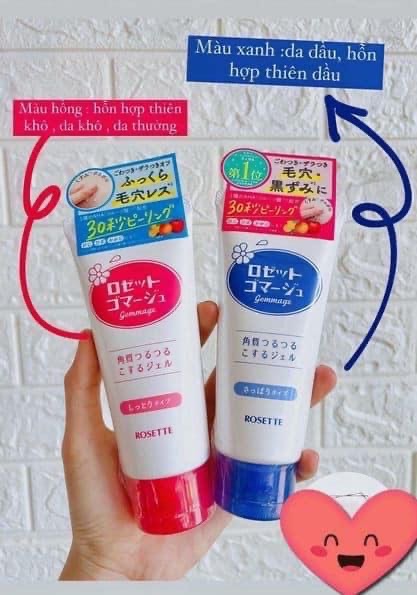 Màu xanh :da dầu, hỗn
hợp thiên dầu
Màu hồng : hỗn hợp thiên
khô , da khô , da thường
ごわつき・ザラつきオフ
ふっくら
毛穴レス
30秒ピーリング
ロゼット
ゴマージュ
Gommage
角質つるつる
こするジェル
しっとりタイプ
ROSETTE
第1位
ごわつき・ザラつき
毛穴・
黒ずみに
30秒ピーリング
ロゼット
ゴマージュ
Gommage
角質つるつる
こするジェル
さっぱりタイプ
ROSETTE